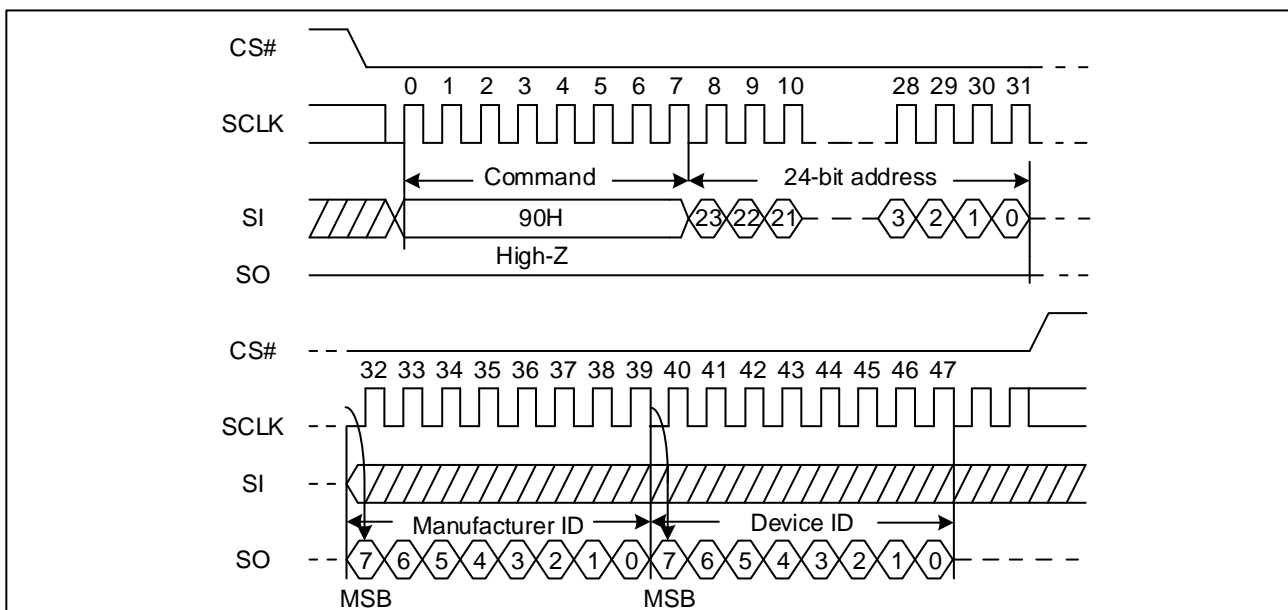 CS#
0 1 2 3 4 5 6 7 8 9 10 28 29 30 31
SCLK
Command 24-bit address
SI 90H 23 22 21 3 2 1 0
High-Z
SO
CS#
32 33 34 35 36 37 38 39 40 41 42 43 44 45 46 47
SCLK
SI
Manufacturer ID Device ID
SO 7 6 5 4 3 2 1 0 7 6 5 4 3 2 1 0
MSB MSB